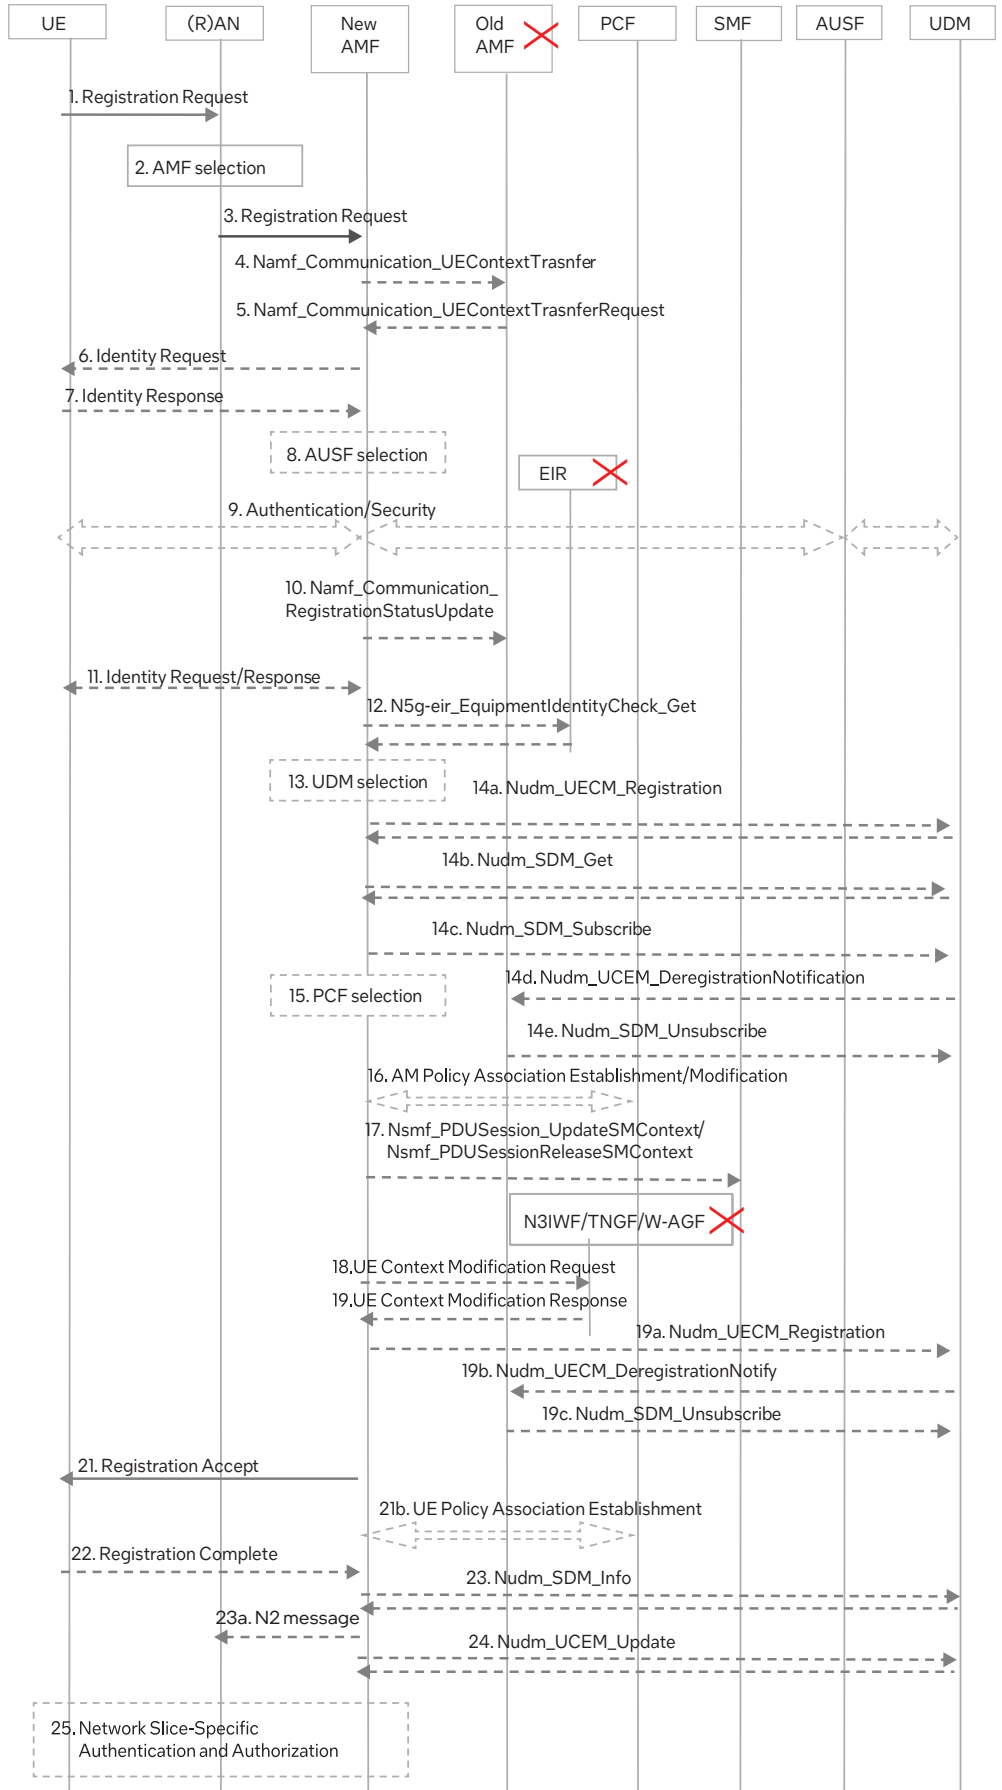 UE
(R)AN
New
AMF
Old
AMF
PCF
SMF
AUSF
UDM
1. Registration Request
2. AMF selection
3. Registration Request
4. Namf_Communication_UEContextTrasnfer
5. Namf_Communication_UEContextTrasnferRequest
6. Identity Request
7. Identity Response
8. AUSF selection
EIR
9. Authentication/Security
10. Namf_Communication_
RegistrationStatusUpdate
11. Identity Request/Response
12. N5g-eir_EquipmentIdentityCheck_Get
13. UDM selection
14a. Nudm_UECM_Registration
14b. Nudm_SDM_Get
14c. Nudm_SDM_Subscribe
14d. Nudm_UCEM_DeregistrationNotification
15. PCF selection
14e. Nudm_SDM_Unsubscribe
16. AM Policy Association Establishment/Modification
17. Nsmf_PDUSession_UpdateSMContext/
Nsmf_PDUSessionReleaseSMContext
N3IWF/TNGF/W-AGF
18.UE Context Modification Request
19.UE Context Modification Response
19a. Nudm_UECM_Registration
19b. Nudm_UECM_DeregistrationNotify
19c. Nudm_SDM_Unsubscribe
21. Registration Accept
21b. UE Policy Association Establishment
22. Registration Complete
23. Nudm_SDM_Info
23a. N2 message
24. Nudm_UCEM_Update
25. Network Slice-Specific
Authentication and Authorization